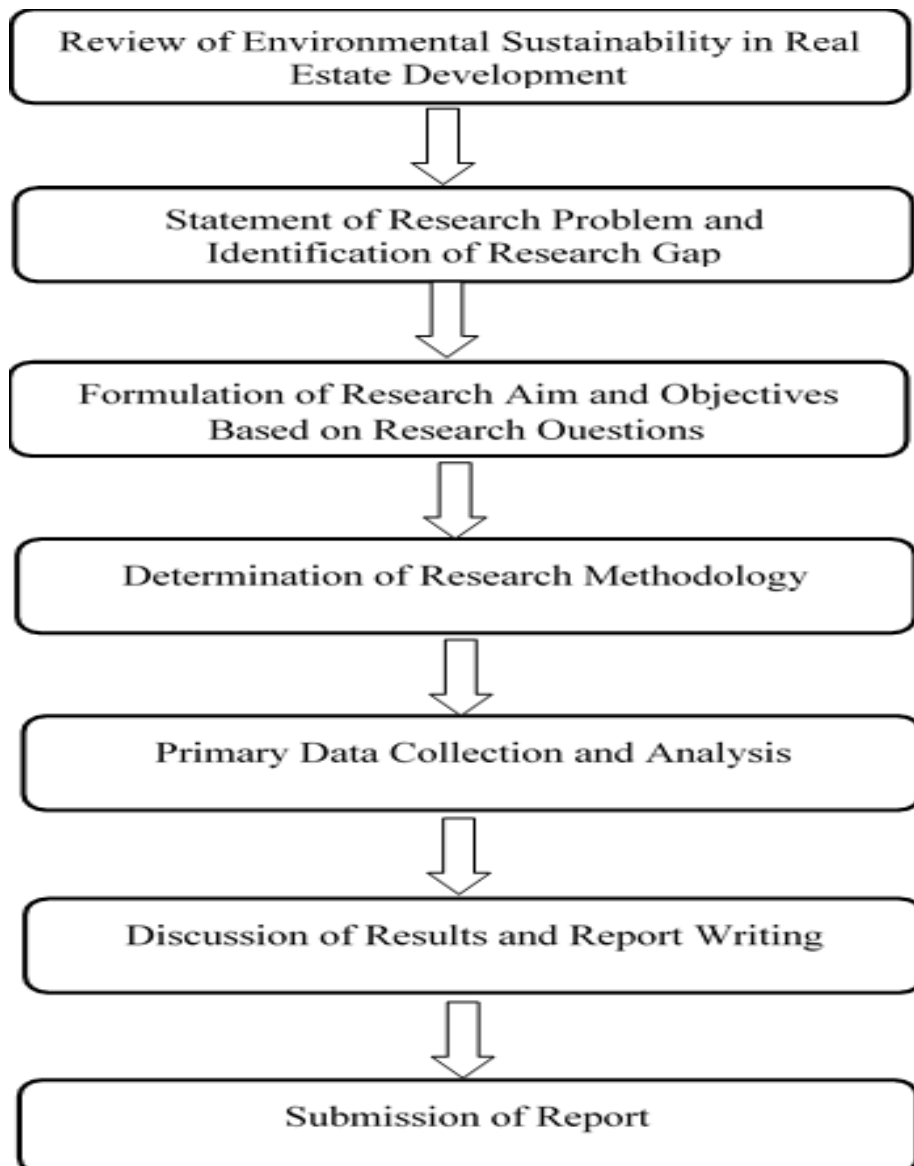 Review of Environmental Sustainability in Real
Estate Development
Statement of Research Problem and
Identification of Research Gap
Formulation of Research Aim and Objectives
Based on Research Ouestions
Determination of Research Methodology
Primary Data Collection and Analysis
Discussion of Results and Report Writing
Submission of Report